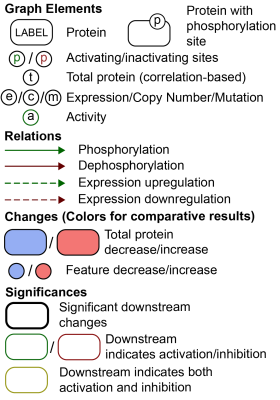 Graph Elements
LABEL Protein
p Protein with
phosphorylation
site
p / p Activating/inactivating sites
t Total protein (correlation-based)
e / c / m Expression/Copy Number/Mutation
a Activity
Relations
Phosphorylation
Dephosphorylation
Expression upregulation
Expression downregulation
Changes (Colors for comparative results)
/ Total protein
decrease/increase
/ Feature decrease/increase
Significances
Significant downstream
changes
/ Downstream
indicates activation/inhibition
Downstream indicates both
activation and inhibition